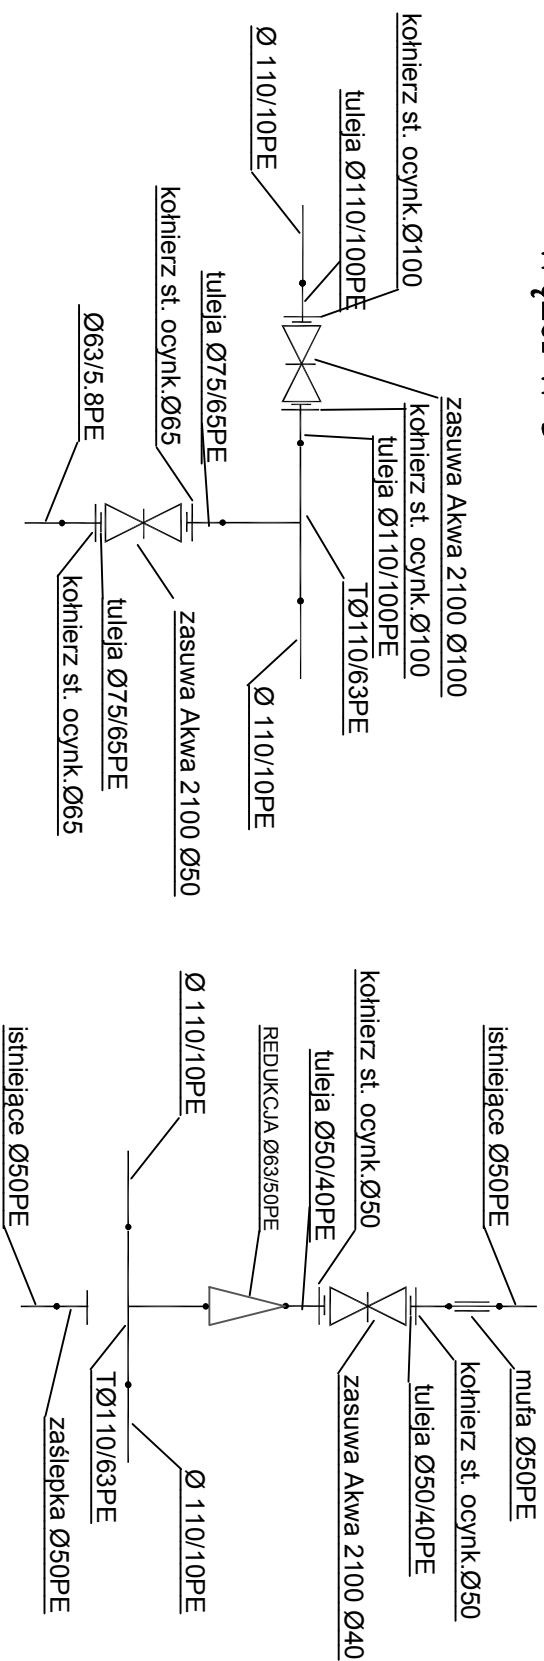 kołnierz st. ocynk.Ø100
tuleja Ø110/100PE
Ø 110/10PE
zasuwa Akwa 2100 Ø100
kołnierz st. ocynk.Ø100
tuleja Ø110/100PE
TØ110/63PE
Ø 110/10PE
tuleja Ø75/65PE
kołnierz st. ocynk.Ø65
Ø63/5.8PE
zasuwa Akwa 2100 Ø50
tuleja Ø75/65PE
kołnierz st. ocynk.Ø65
istniejące Ø50PE
mufa Ø50PE
kołnierz st. ocynk.Ø50
tuleja Ø50/40PE
zasuwa Akwa 2100 Ø40
kołnierz st. ocynk.Ø50
tuleja Ø50/40PE
REDUKCJA Ø63/50PE
Ø 110/10PE
Ø 110/10PE
TØ110/63PE
zaślepka Ø50PE
istniejące Ø50PE